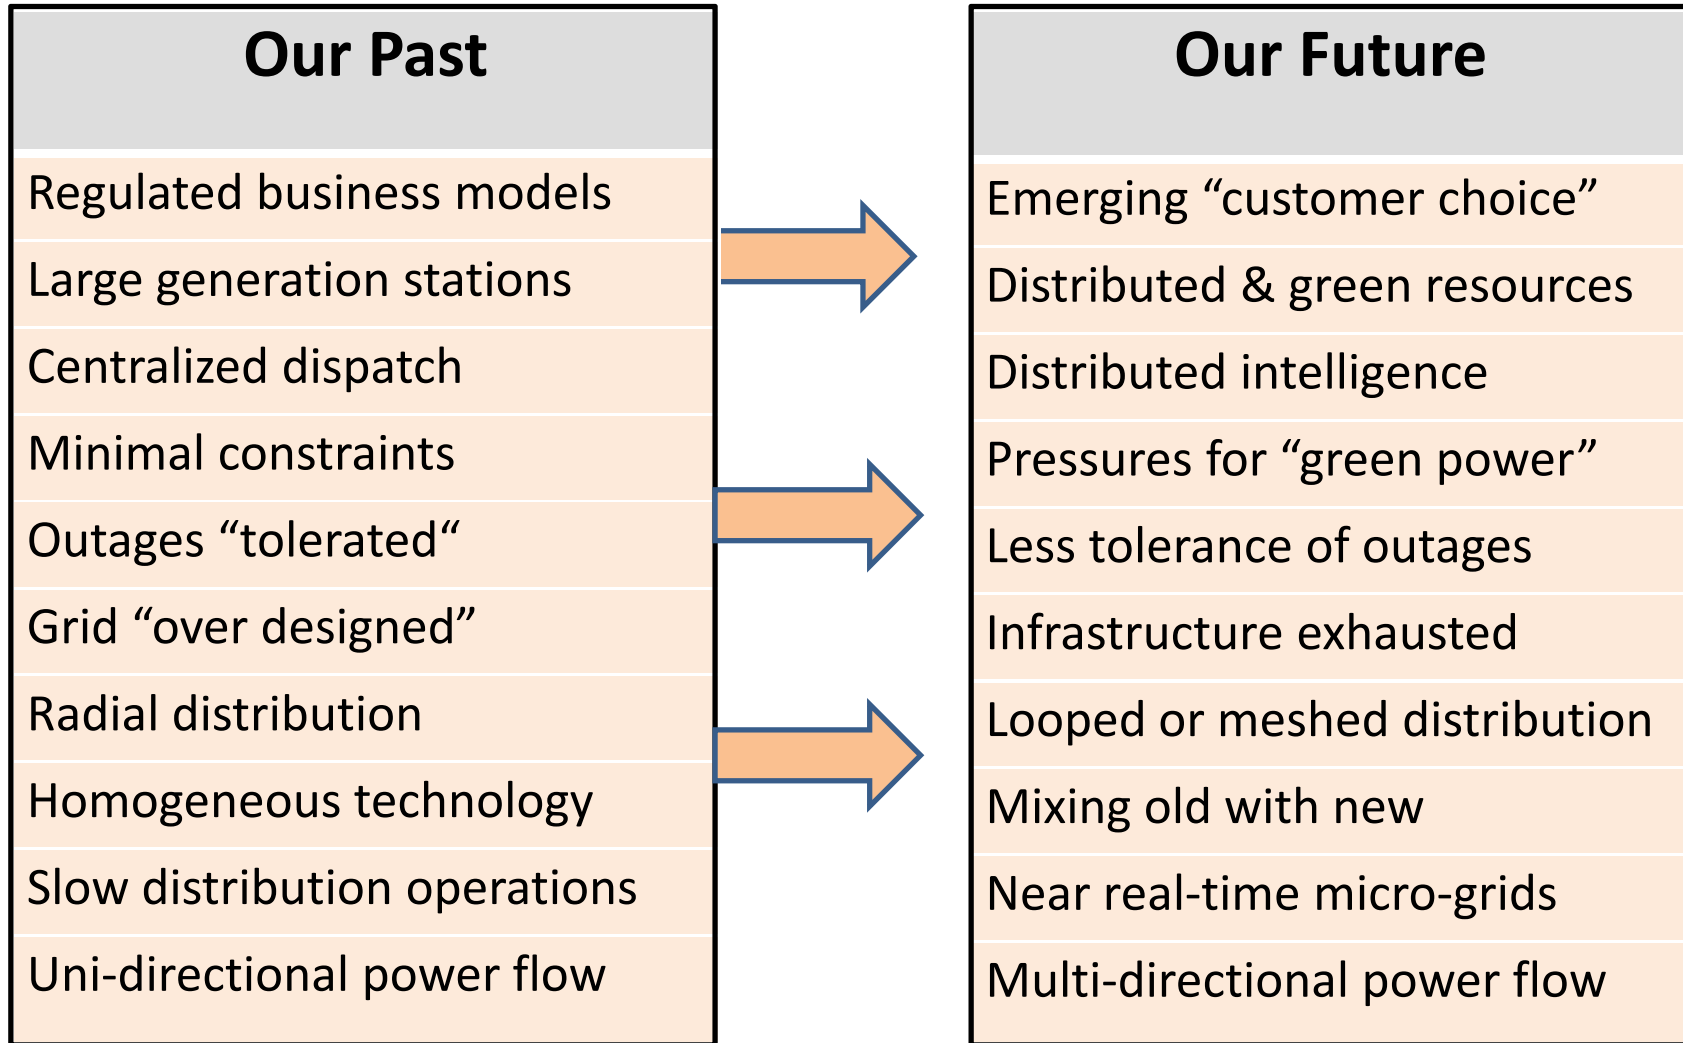 Our Past
Regulated business models
Large generation stations
Centralized dispatch
Minimal constraints
Outages “tolerated“
Grid “over designed”
Radial distribution
Homogeneous technology
Slow distribution operations
Uni-directional power flow
Our Future
Emerging “customer choice”
Distributed & green resources
Distributed intelligence
Pressures for “green power”
Less tolerance of outages
Infrastructure exhausted
Looped or meshed distribution
Mixing old with new
Near real-time micro-grids
Multi-directional power flow